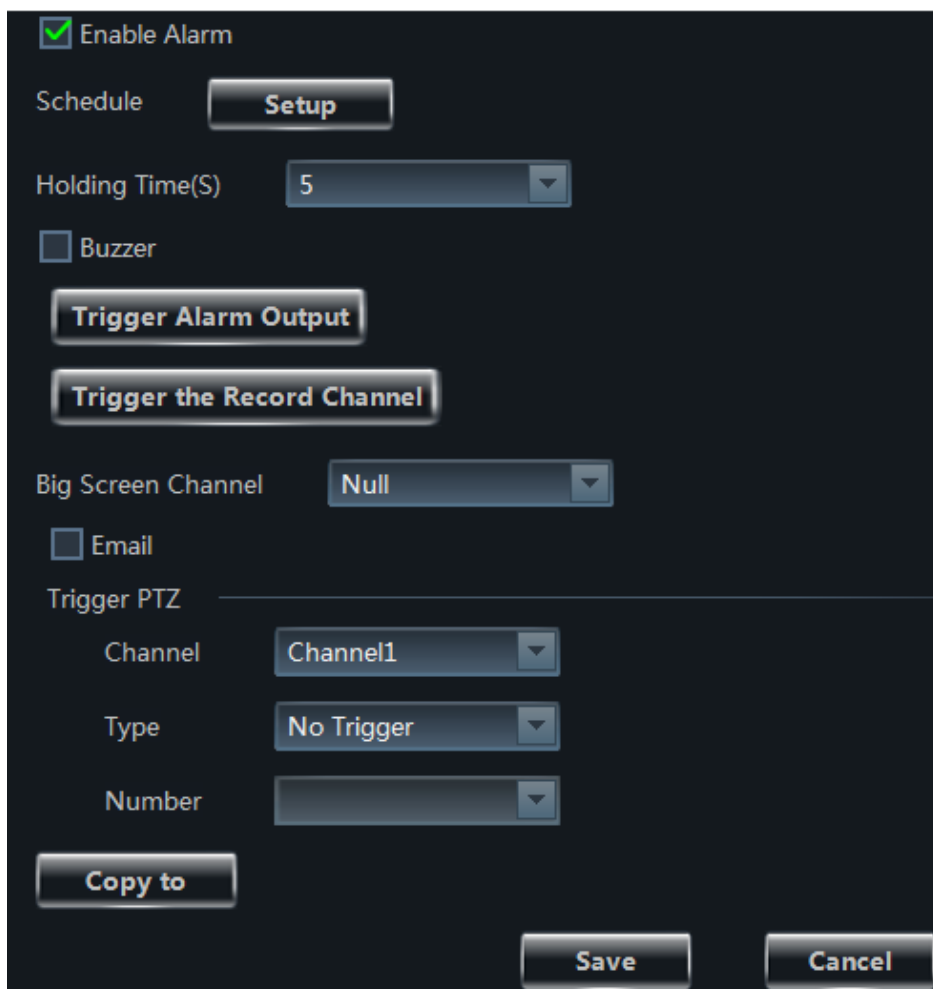 Enable Alarm
Schedule Setup
Holding Time(S) 5
Buzzer
Trigger Alarm Output
Trigger the Record Channel
Big Screen Channel Null
Email
Trigger PTZ
Channel Channel1
Type No Trigger
Number
Copy to
Save Cancel